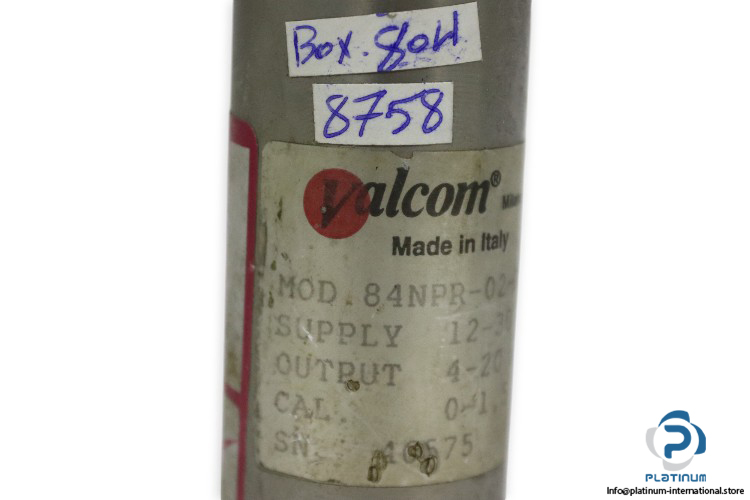 Box. 80H
8758
Valcom®
Made in Italy
MOD. 84NPR-02-
SUPPLY 12-30
OUTPUT 4-20
CAL. 0-1.
SN.
PLATINUM
Info@platinum-international.store